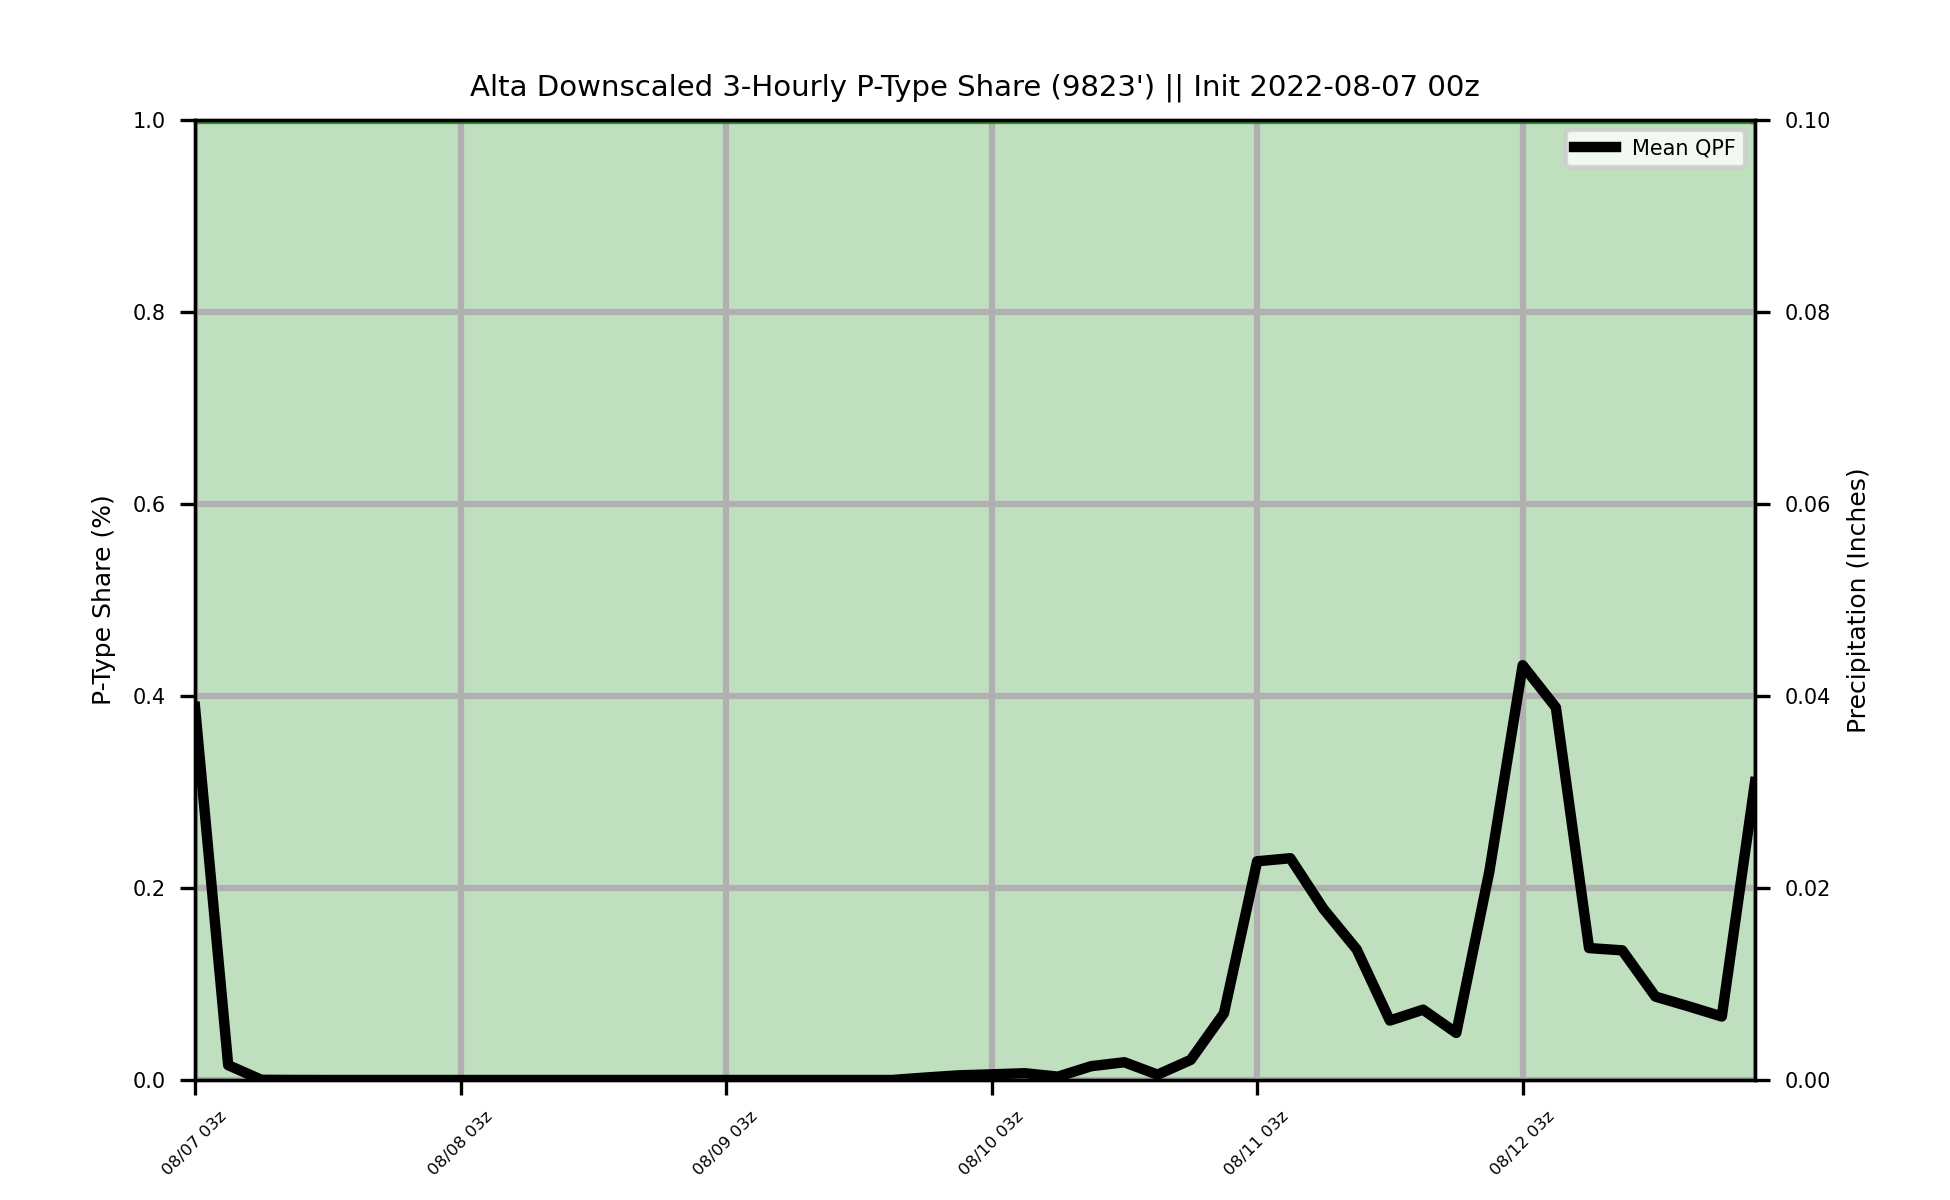 Alta Downscaled 3-Hourly P-Type Share (9823') || Init 2022-08-07 00z
Mean QPF
P-Type Share (%)
1.0
0.8
0.6
0.4
0.2
0.0
0.10
0.08
0.06
0.04
0.02
0.00
Precipitation (Inches)
08/07 03z
08/08 03z
08/09 03z
08/10 03z
08/11 03z
08/12 03z